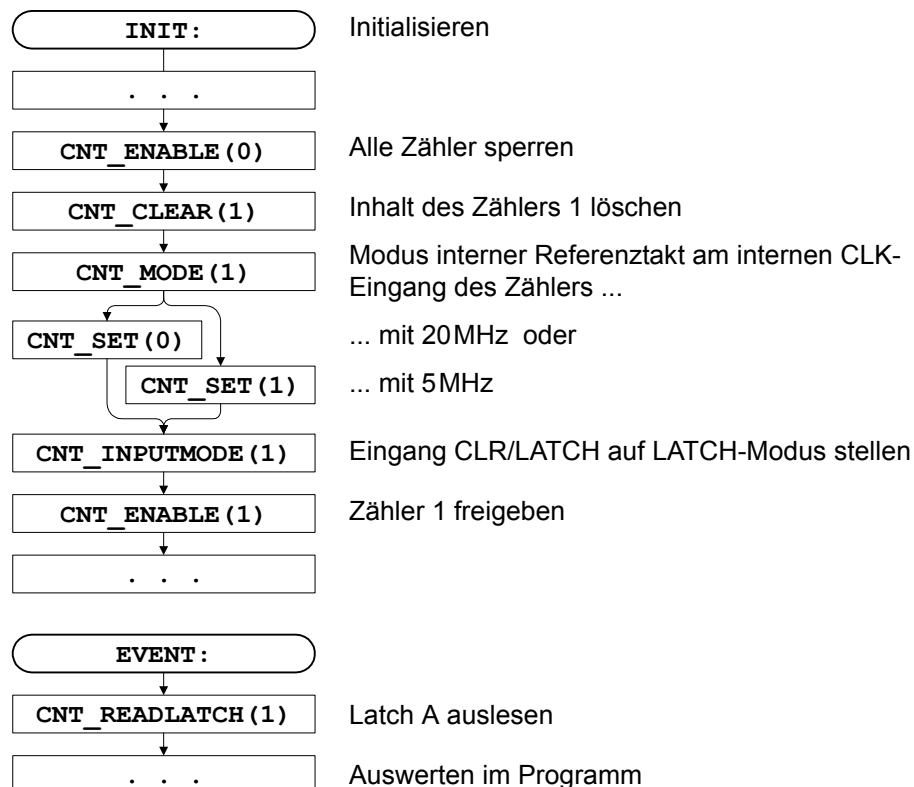 INIT: Initialisieren
. . .
CNT_ENABLE(0) Alle Zähler sperren
CNT_CLEAR(1) Inhalt des Zählers 1 löschen
CNT_MODE(1) Modus interner Referenztakt am internen CLK-
Eingang des Zählers ...
CNT_SET(0) ... mit 20MHz oder
CNT_SET(1) ... mit 5MHz
CNT_INPUTMODE(1) Eingang CLR/LATCH auf LATCH-Modus stellen
CNT_ENABLE(1) Zähler 1 freigeben
. . .
EVENT:
CNT_READLATCH(1) Latch A auslesen
. . . Auswerten im Programm